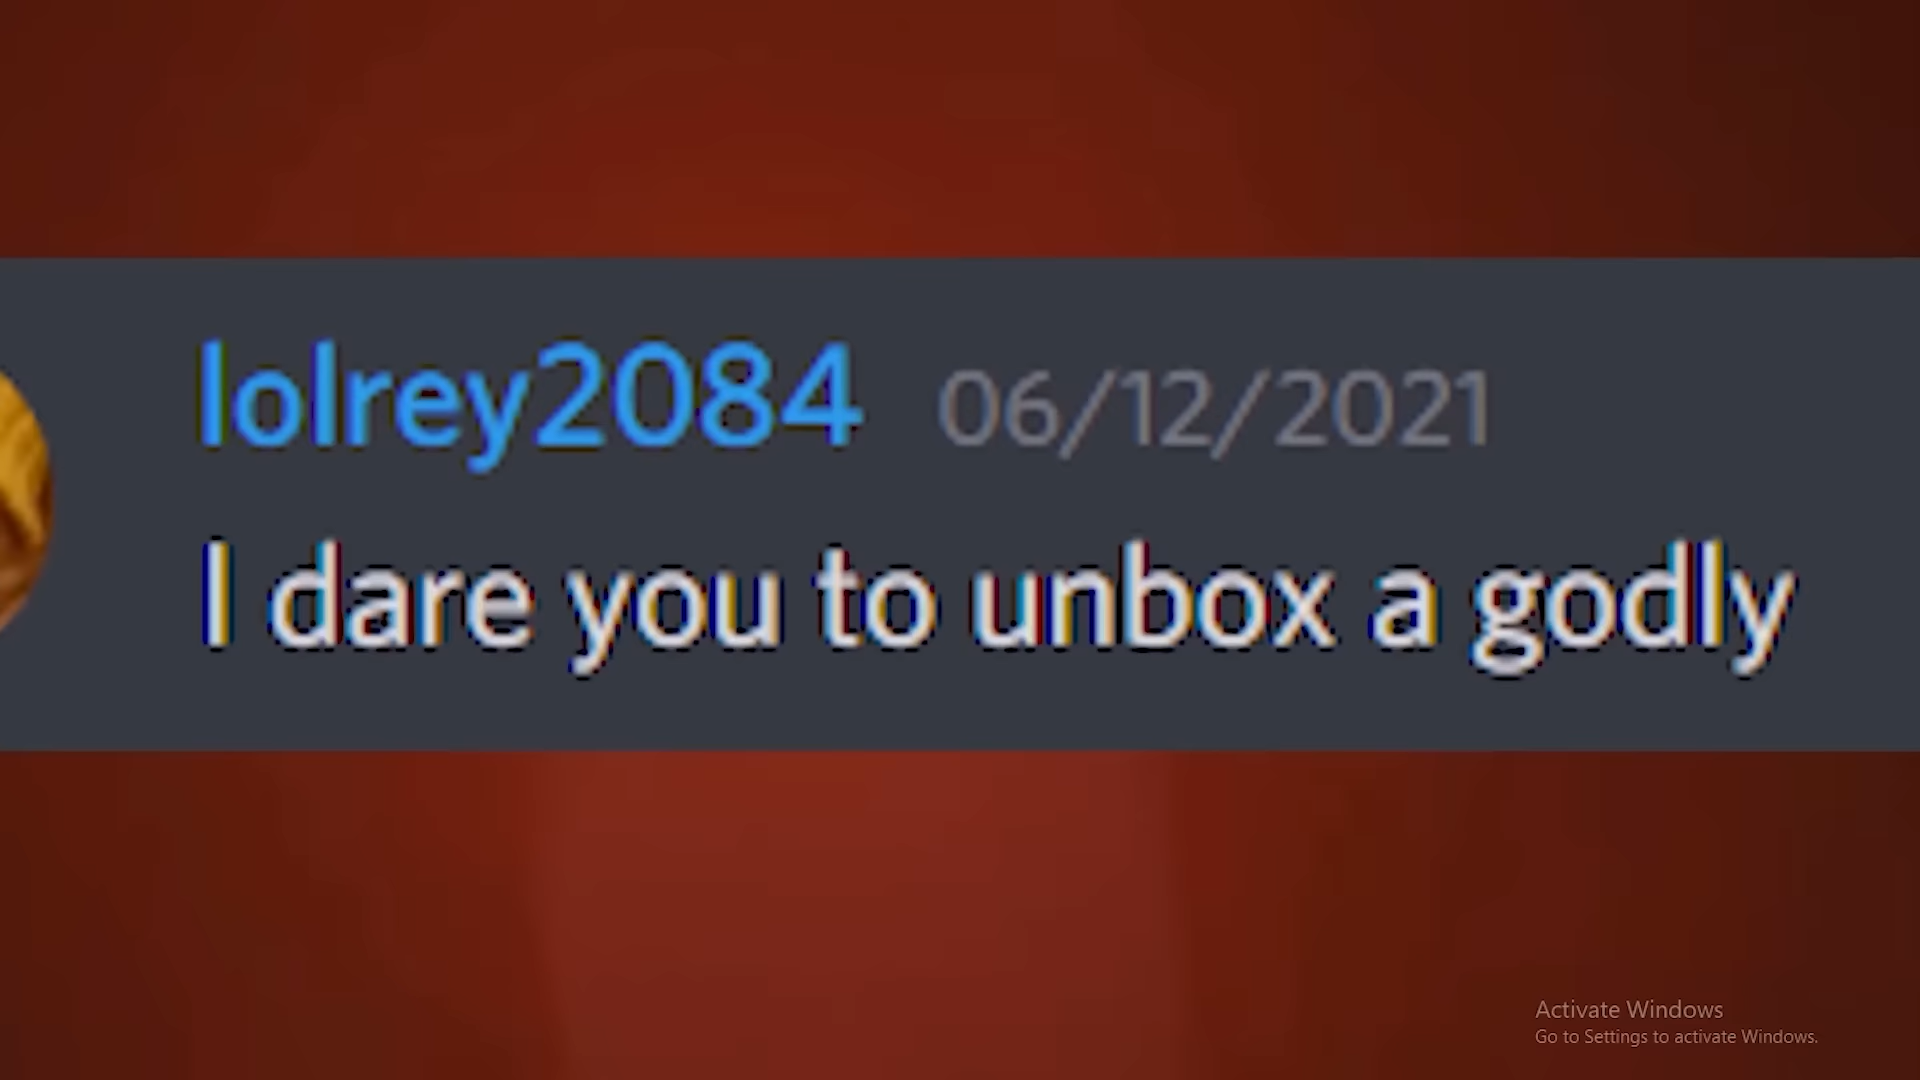 lolrey2084 06/12/2021
I dare you to unbox a godly
Activate Windows
Go to Settings to activate Windows.